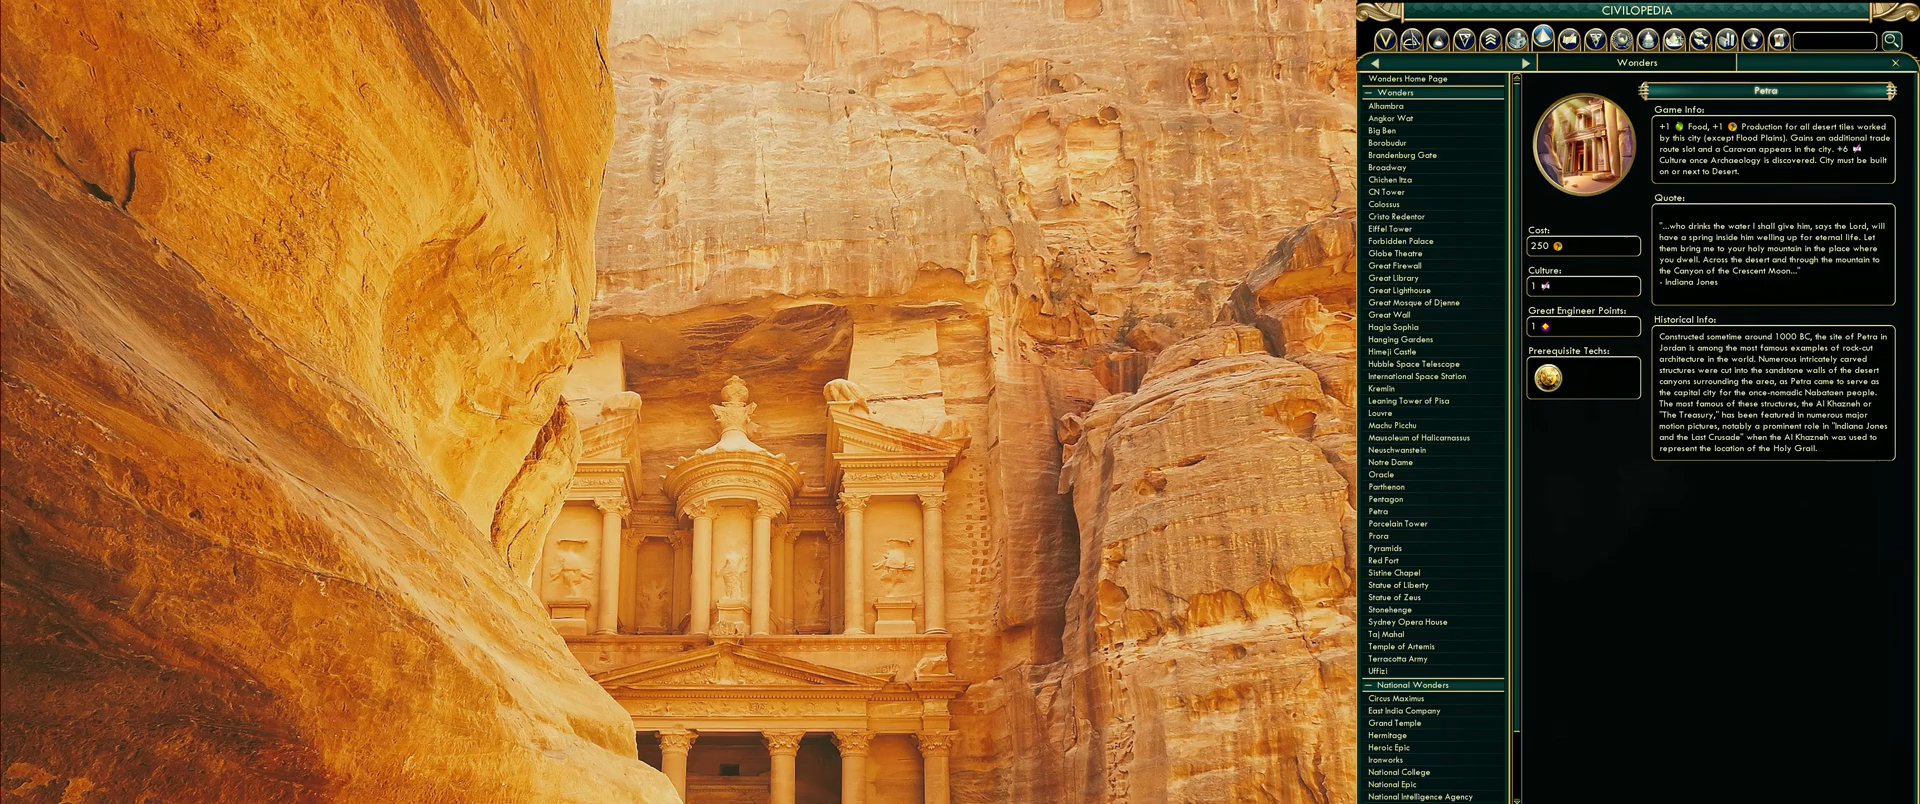 CIVILOPEDIA
Wonders
Wonders Home Page
Wonders
Alhambra
Angkor Wat
Big Ben
Borobudur
Brandenburg Gate
Broadway
Chichen Itza
CN Tower
Colossus
Cristo Redentor
Eiffel Tower
Forbidden Palace
Globe Theatre
Great Firewall
Great Library
Great Lighthouse
Great Mosque of Djenne
Great Wall
Hagia Sophia
Hanging Gardens
Himeji Castle
Hubble Space Telescope
International Space Station
Kremlin
Leaning Tower of Pisa
Louvre
Machu Picchu
Mausoleum of Halicarnassus
Neuschwanstein
Notre Dame
Oracle
Parthenon
Pentagon
Petra
Porcelain Tower
Prora
Pyramids
Red Fort
Sistine Chapel
Statue of Liberty
Statue of Zeus
Stonehenge
Sydney Opera House
Taj Mahal
Temple of Artemis
Terracotta Army
Uffizi
National Wonders
Circus Maximus
East India Company
Grand Temple
Hermitage
Heroic Epic
Ironworks
National College
National Epic
National Intelligence Agency
Cost:
250
Culture:
1
Great Engineer Points:
1
Prerequisite Techs:
Petra
Game Info:
+1 Food, +1 Production for all desert tiles worked
by this city (except Flood Plains). Gains an additional trade
route slot and a Caravan appears in the city. +6
Culture once Archaeology is discovered. City must be built
on or next to Desert.
Quote:
"...who drinks the water I shall give him, says the Lord, will
have a spring inside him welling up for eternal life. Let
them bring me to your holy mountain in the place where
you dwell. Across the desert and through the mountain to
the Canyon of the Crescent Moon..."
- Indiana Jones
Historical Info:
Constructed sometime around 1000 BC, the site of Petra in
Jordan is among the most famous examples of rock-cut
architecture in the world. Numerous intricately carved
structures were cut into the sandstone walls of the desert
canyons surrounding the area, as Petra came to serve as
the capital city for the once-nomadic Nabataen people.
The most famous of these structures, the Al Khazneh or
"The Treasury," has been featured in numerous major
motion pictures, notably a prominent role in "Indiana Jones
and the Last Crusade" when the Al Khazneh was used to
represent the location of the Holy Grail.